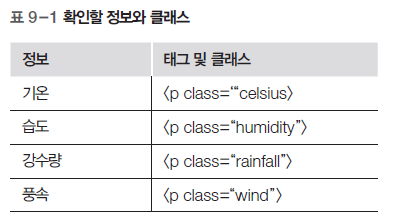 표 9-1 확인할 정보와 클래스
정보 태그 및 클래스
기온 〈p class=“‘celsius〉
습도 〈p class=“humidity”〉
강수량 〈p class=“rainfall”〉
풍속 〈p class=“wind”〉